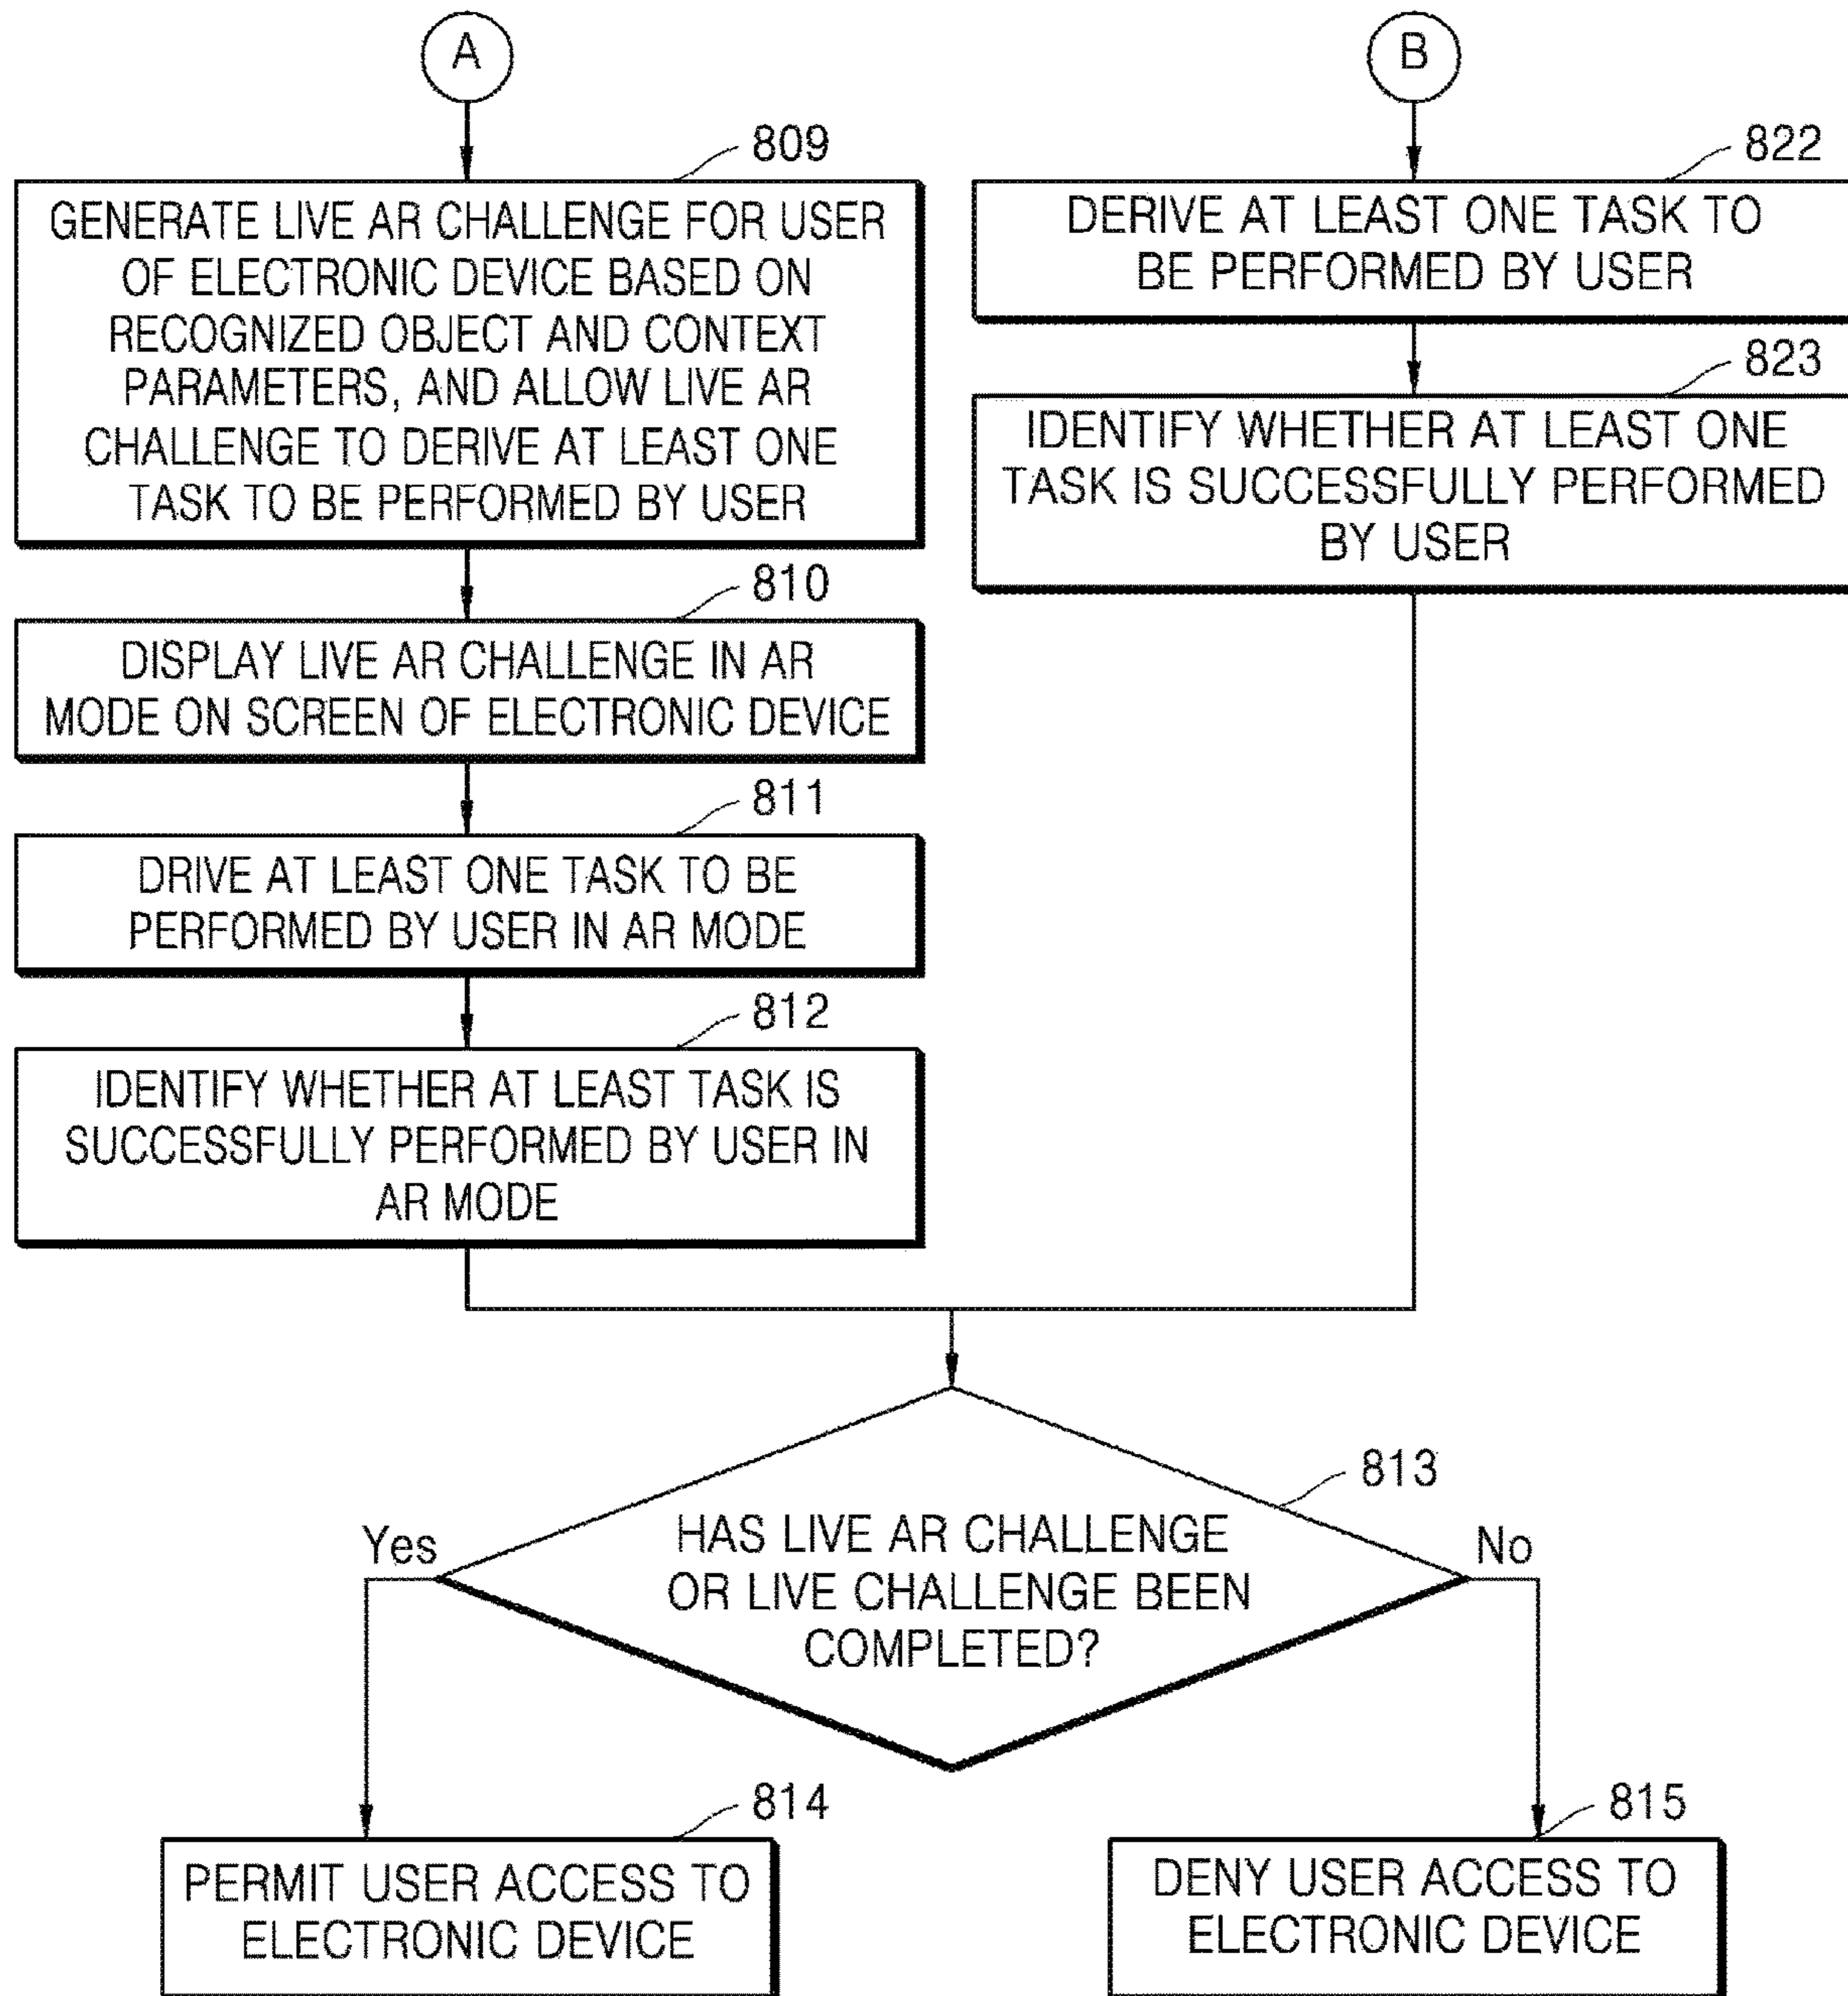 A
809
GENERATE LIVE AR CHALLENGE FOR USER
OF ELECTRONIC DEVICE BASED ON
RECOGNIZED OBJECT AND CONTEXT
PARAMETERS, AND ALLOW LIVE AR
CHALLENGE TO DERIVE AT LEAST ONE
TASK TO BE PERFORMED BY USER
810
DISPLAY LIVE AR CHALLENGE IN AR
MODE ON SCREEN OF ELECTRONIC DEVICE
811
DRIVE AT LEAST ONE TASK TO BE
PERFORMED BY USER IN AR MODE
812
IDENTIFY WHETHER AT LEAST TASK IS
SUCCESSFULLY PERFORMED BY USER IN
AR MODE
B
822
DERIVE AT LEAST ONE TASK TO
BE PERFORMED BY USER
823
IDENTIFY WHETHER AT LEAST ONE
TASK IS SUCCESSFULLY PERFORMED
BY USER
813
HAS LIVE AR CHALLENGE
OR LIVE CHALLENGE BEEN
COMPLETED?
Yes
No
814
PERMIT USER ACCESS TO
ELECTRONIC DEVICE
815
DENY USER ACCESS TO
ELECTRONIC DEVICE